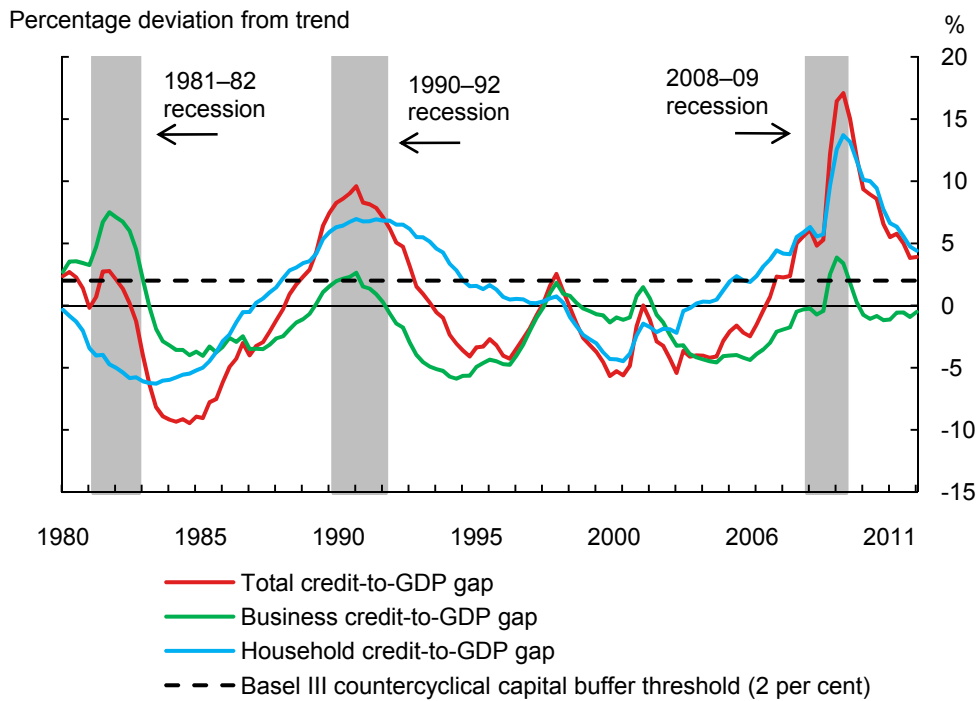 Percentage deviation from trend
%
1981–82
recession
1990–92
recession
2008–09
recession
20
15
10
5
0
-5
-10
-15
1980 1985 1990 1995 2000 2006 2011
Total credit-to-GDP gap
Business credit-to-GDP gap
Household credit-to-GDP gap
Basel III countercyclical capital buffer threshold (2 per cent)